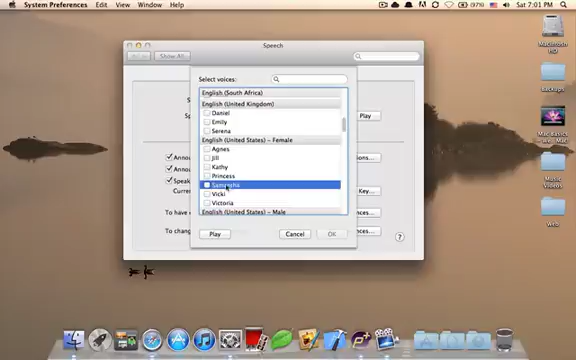 System Preferences File Edit View Window Help
(97%) Sat 7:01 PM
Speech
Show All
Select voices:
English (South Africa)
English (United Kingdom)
Daniel
Emily
Serena
English (United States) - Female
Agnes
Jill
Kathy
Princess
Samantha
Vicki
Victoria
English (United States) - Male
Play
Cancel
OK
Play
Key...
To have
To chang
?
Macintosh
HD
Backups
Music
Videos
web